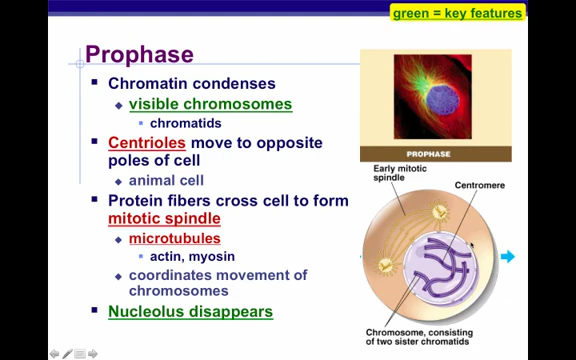 green = key features
Prophase
Chromatin condenses
visible chromosomes
chromatids
Centrioles move to opposite
poles of cell
animal cell
Protein fibers cross cell to form
mitotic spindle
microtubules
actin, myosin
coordinates movement of
chromosomes
Nucleolus disappears
PROPHASE
Early mitotic
spindle
Centromere
Chromosome, consisting
of two sister chromatids